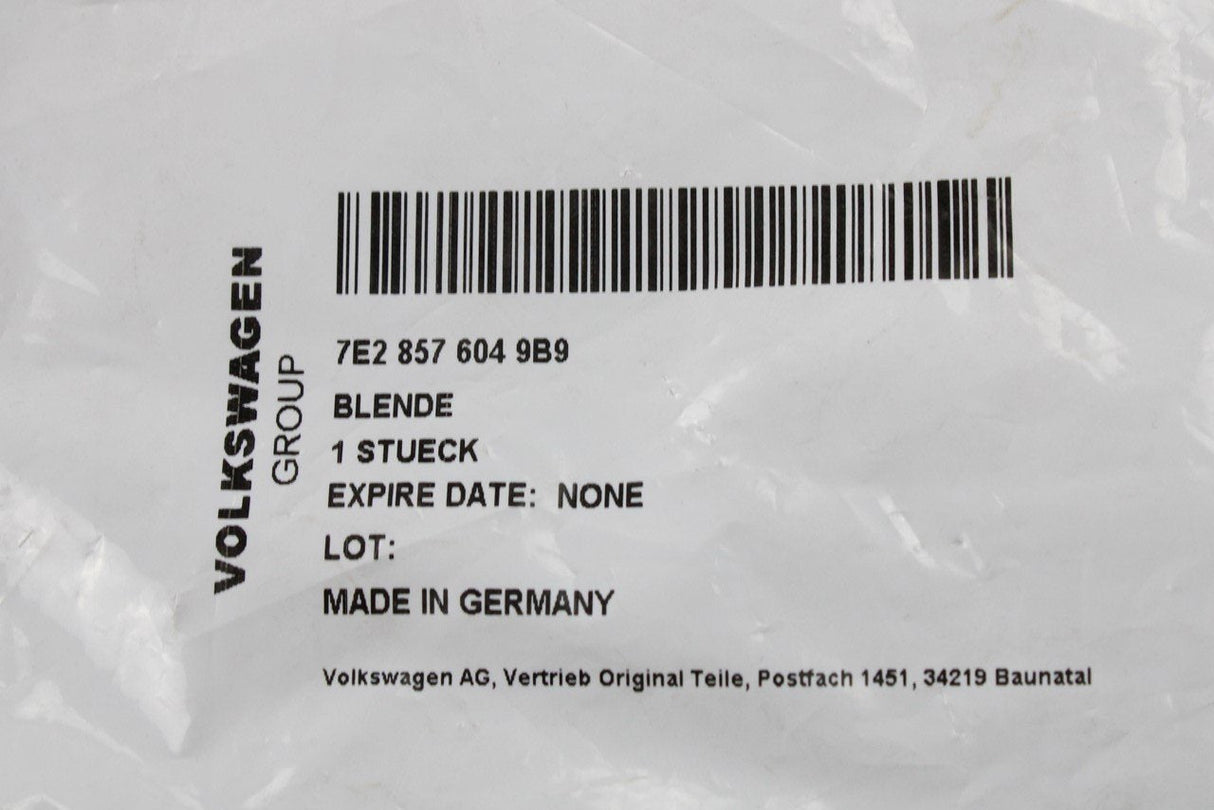 VOLKSWAGEN
GROUP
7E2 857 604 9B9
BLENDE
1 STUECK
EXPIRE DATE: NONE
LOT:
MADE IN GERMANY
Volkswagen AG, Vertrieb Original Teile, Postfach 1451, 34219 Baunatal